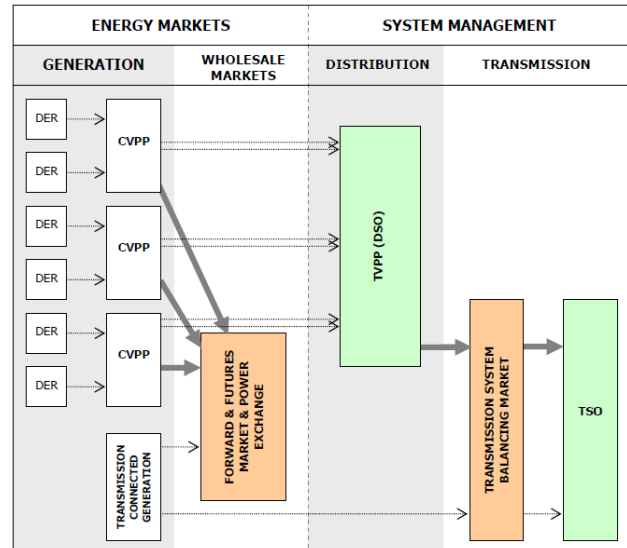 ENERGY MARKETS
SYSTEM MANAGEMENT
GENERATION
WHOLESALE
MARKETS
DISTRIBUTION
TRANSMISSION
DER
DER
CVPP
DER
DER
CVPP
DER
DER
CVPP
TRANSMISSION
CONNECTED
GENERATION
FORWARD & FUTURES
MARKET & POWER
EXCHANGE
TVPP (DSO)
TRANSMISSION SYSTEM
BALANCING MARKET
TSO